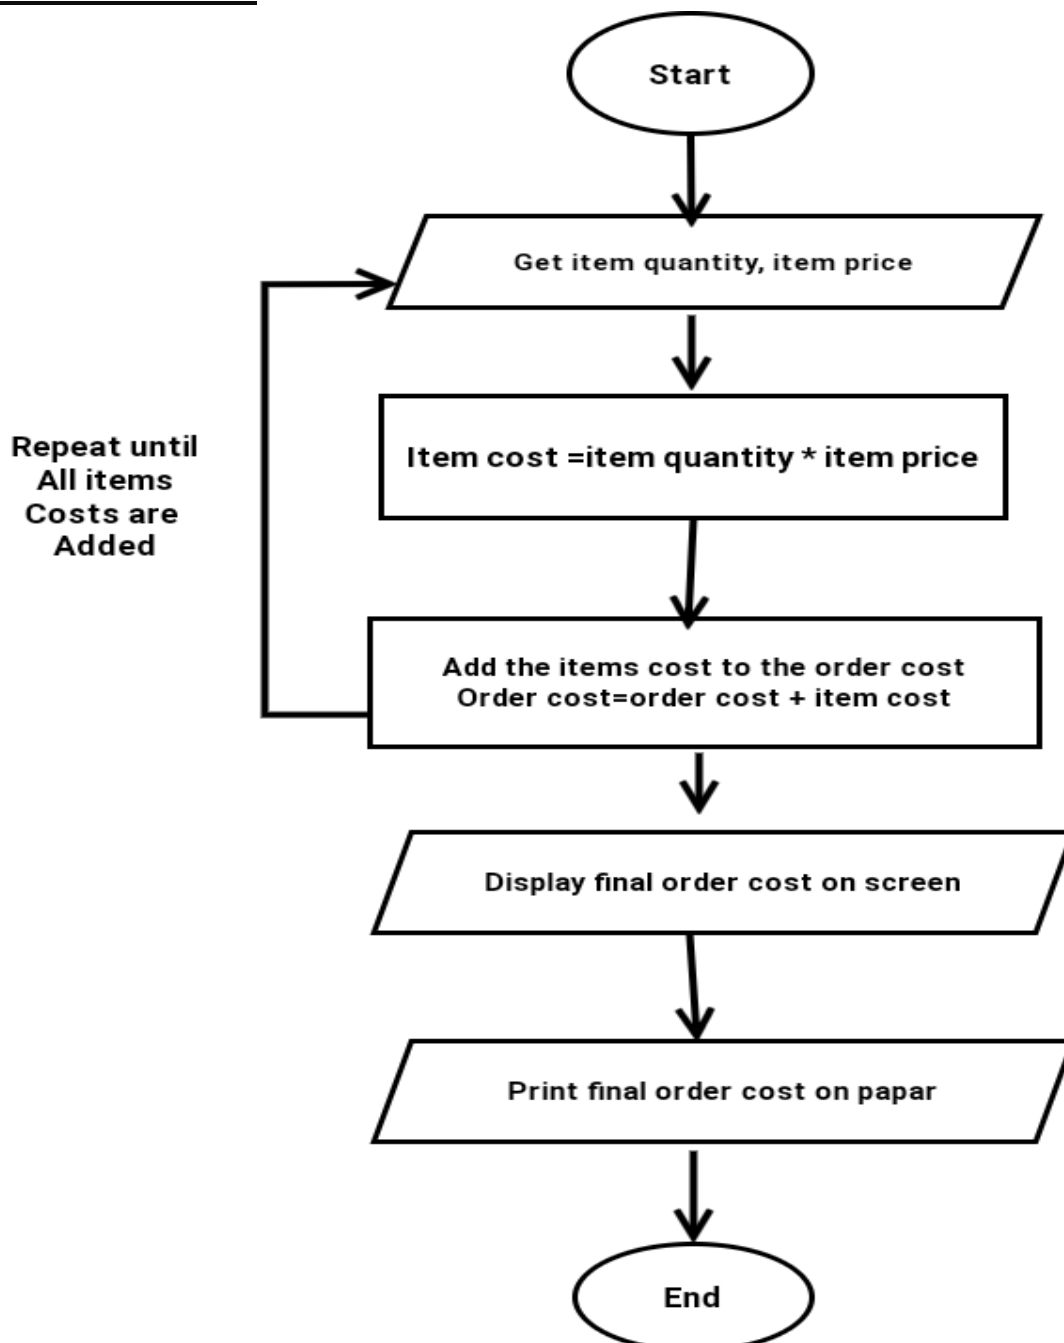 Start
Get item quantity, item price
Item cost =item quantity * item price
Repeat until
All items
Costs are
Added
Add the items cost to the order cost
Order cost=order cost + item cost
Display final order cost on screen
Print final order cost on papar
End